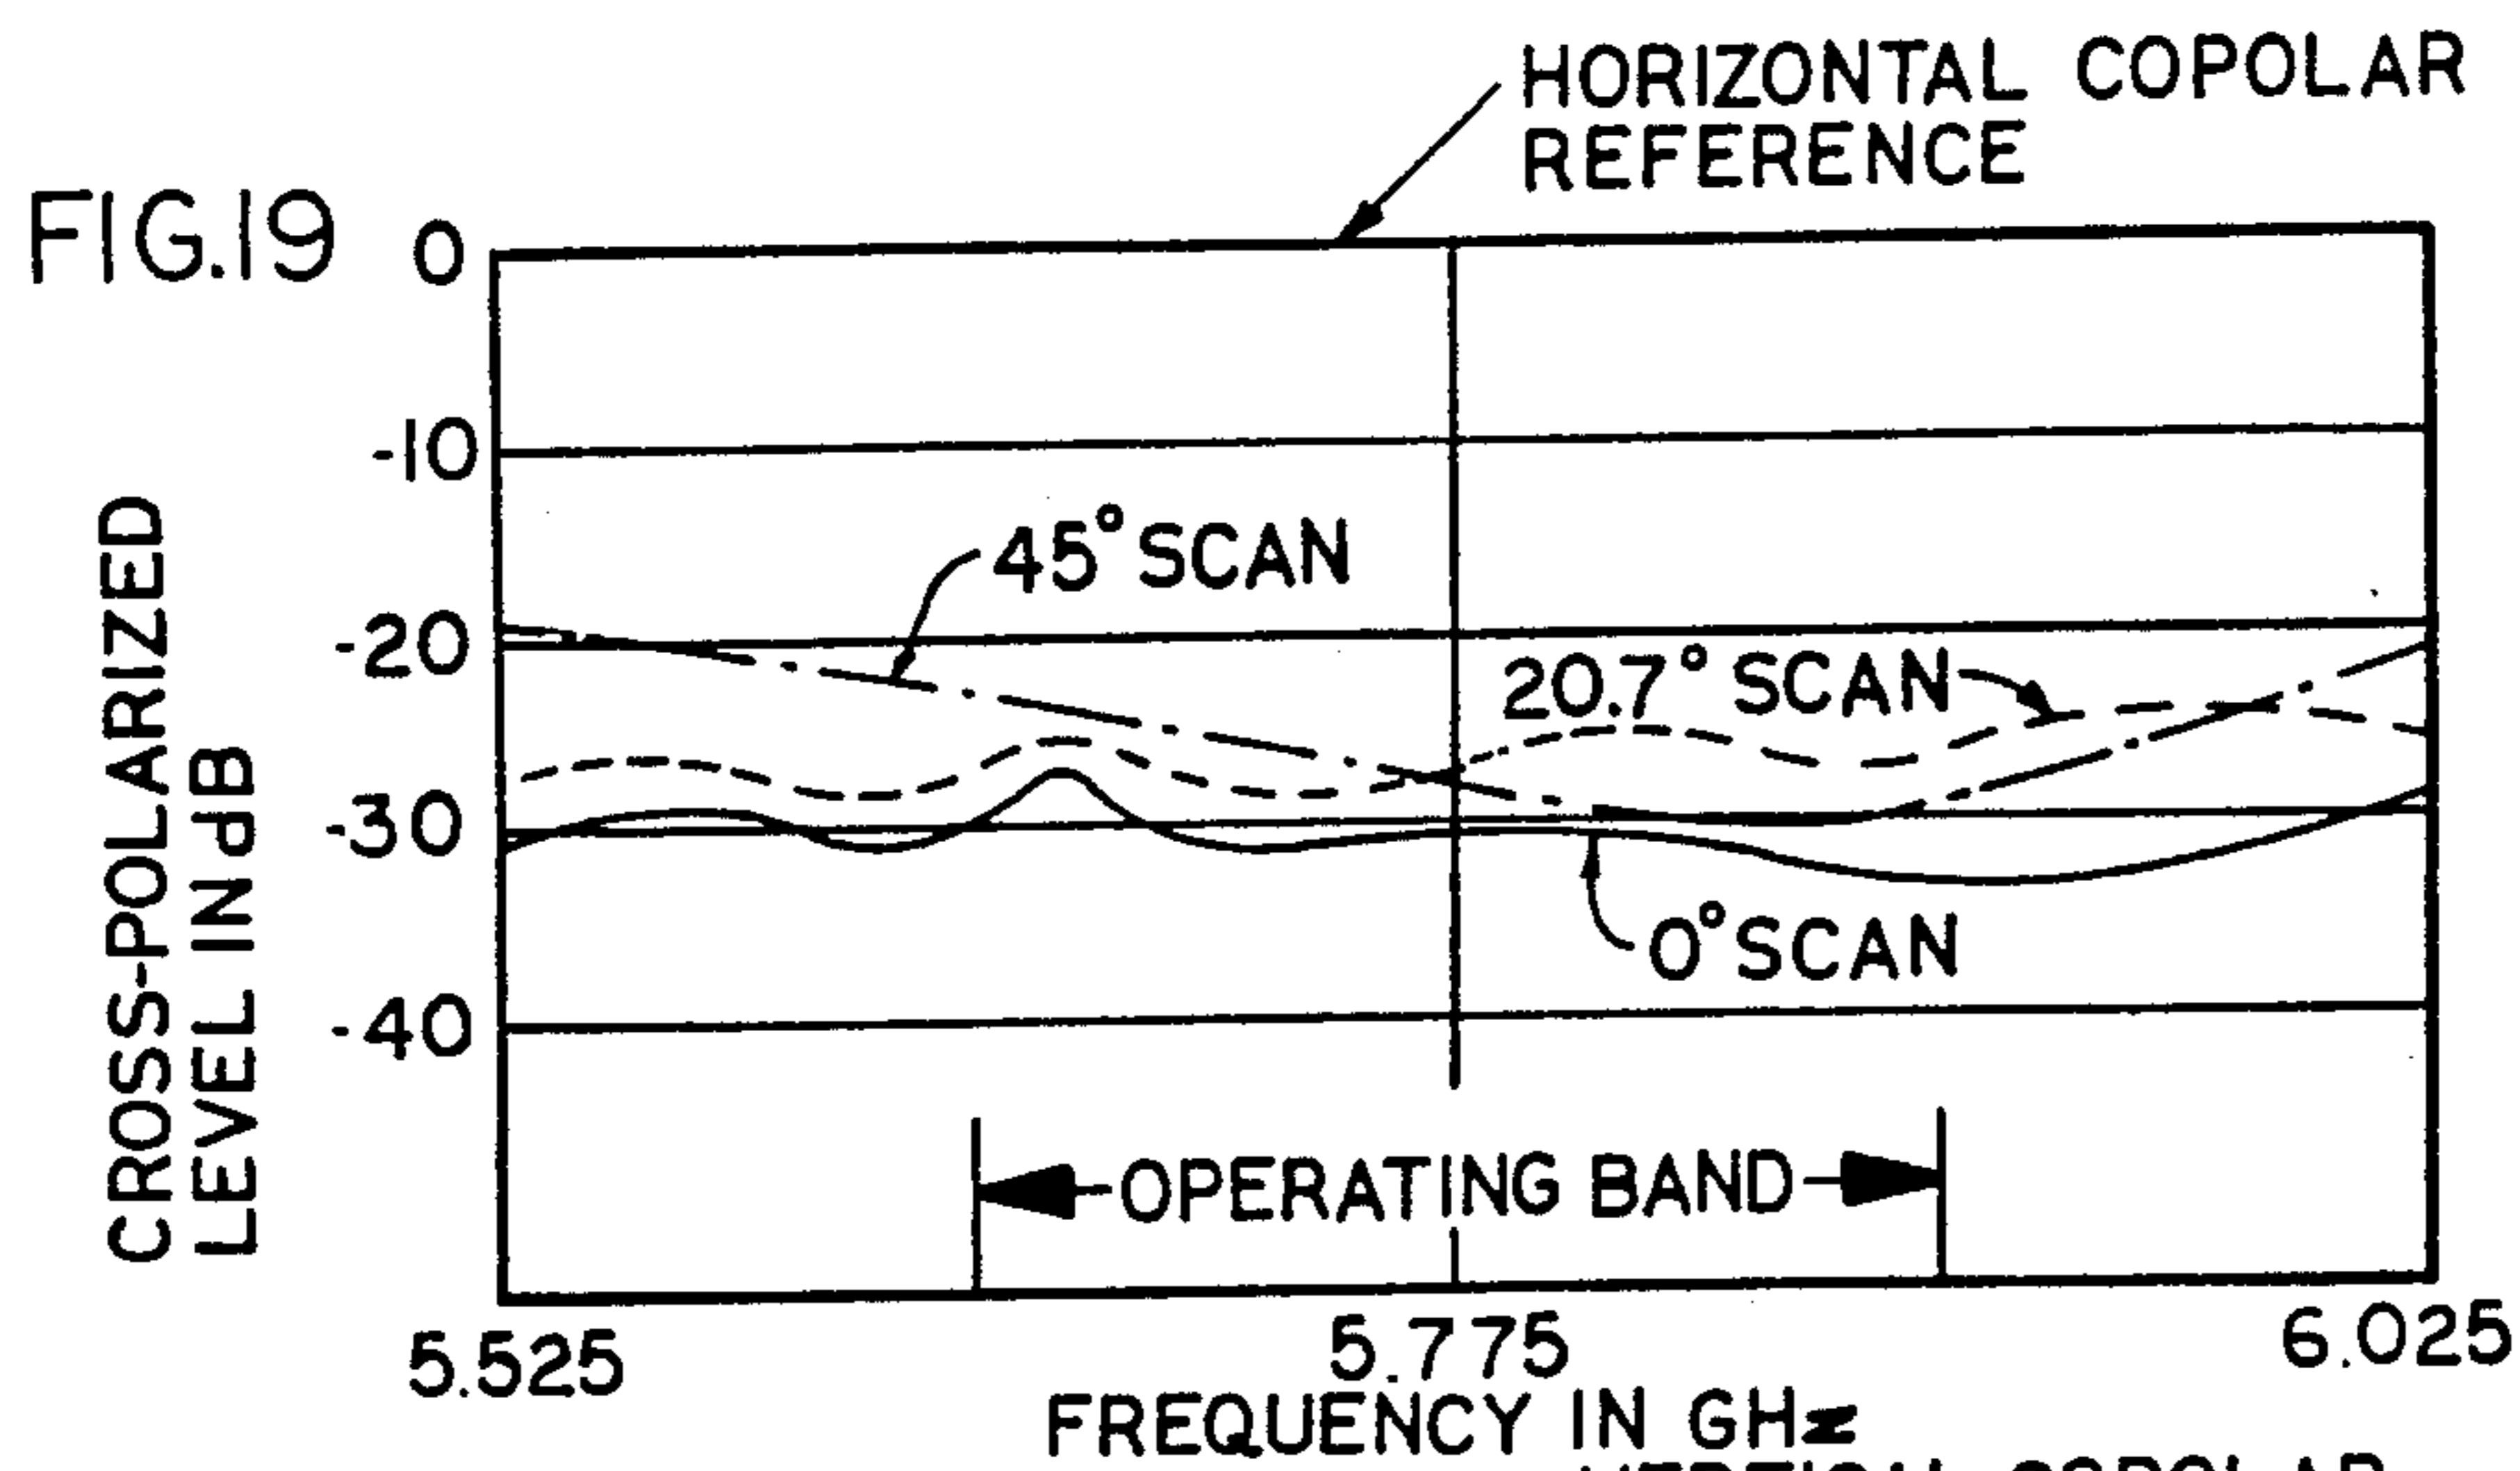 HORIZONTAL COPOLAR
REFERENCE
FIG.19
0
-10
-20
-30
-40
CROSS-POLARIZED
LEVEL IN dB
45° SCAN
20.7° SCAN
0° SCAN
OPERATING BAND
5.525
5.775
6.025
FREQUENCY IN GHz